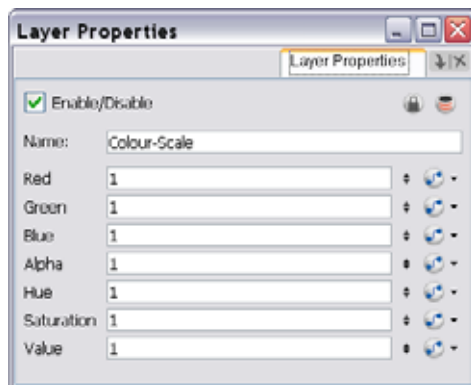 Layer Properties
Layer Properties
Enable/Disable
Name: Colour-Scale
Red 1
Green 1
Blue 1
Alpha 1
Hue 1
Saturation 1
Value 1